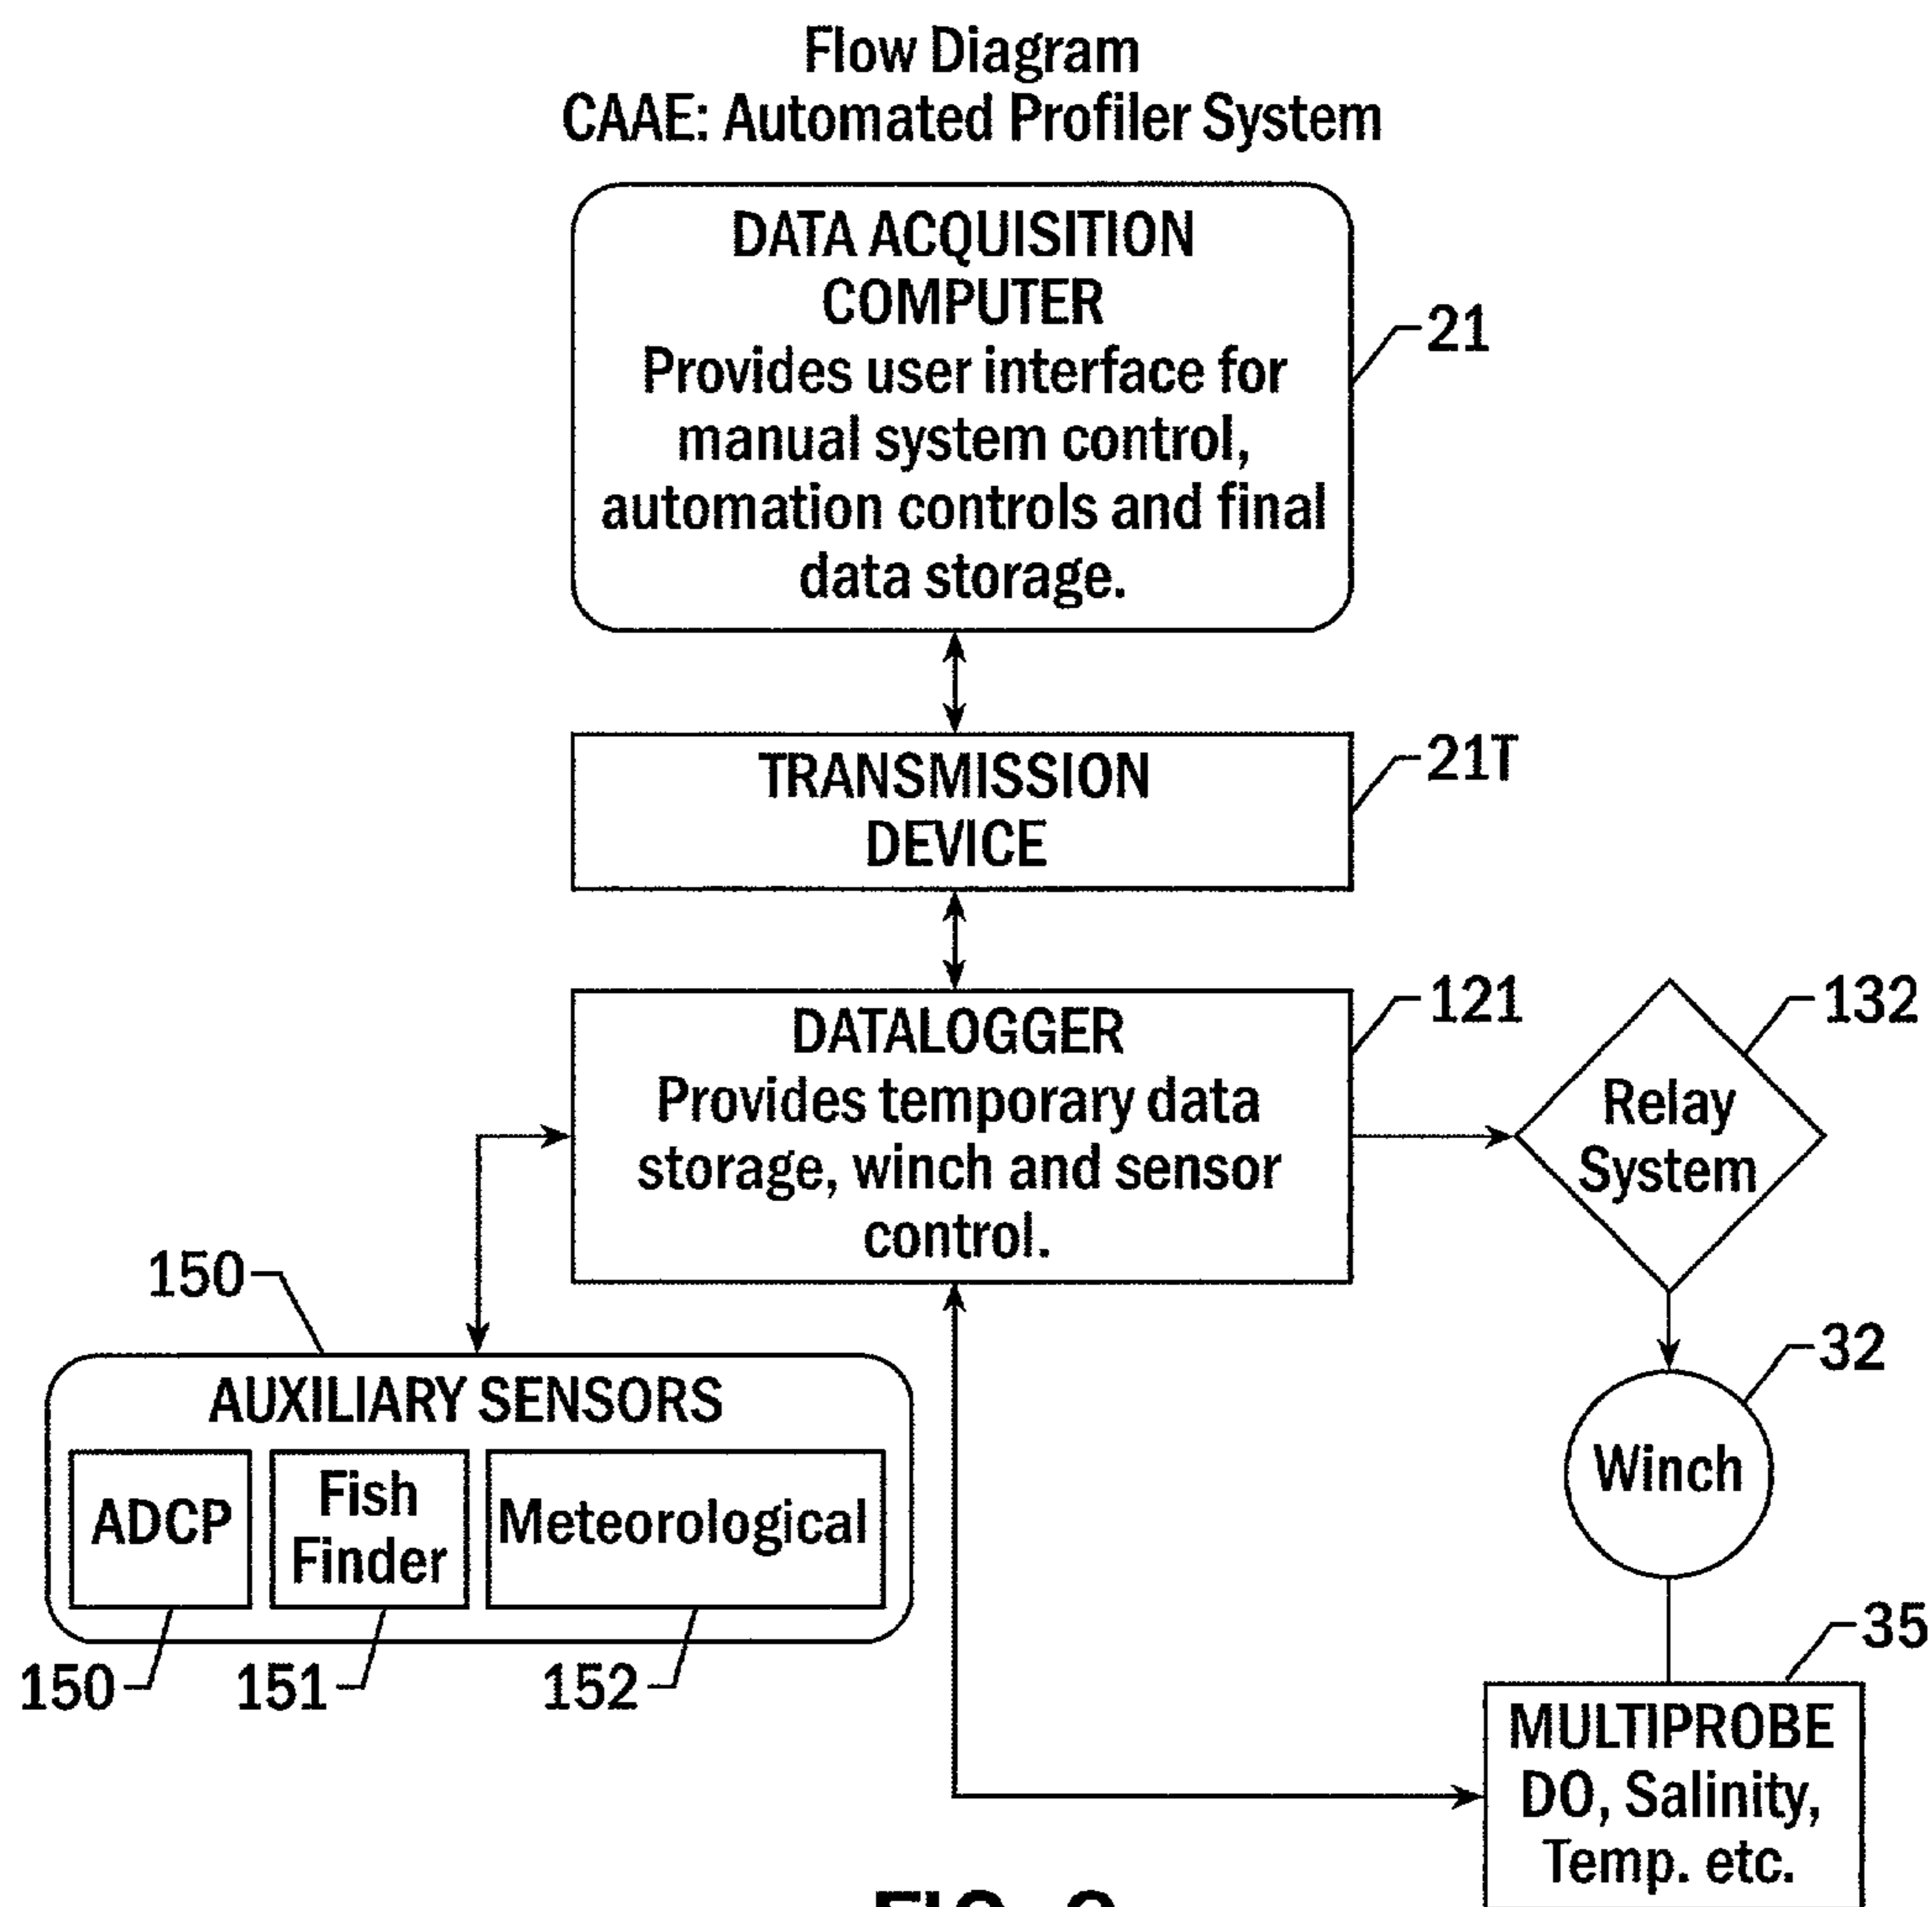 Flow Diagram
CAAE: Automated Profiler System
DATA ACQUISITION
COMPUTER
Provides user interface for
manual system control,
automation controls and final
data storage.
21
TRANSMISSION
DEVICE
21T
DATALOGGER
Provides temporary data
storage, winch and sensor
control.
121
Relay
System
132
150
AUXILIARY SENSORS
ADCP
Fish
Finder
Meteorological
150
151
152
Winch
32
MULTIPROBE
DO, Salinity,
Temp. etc.
35